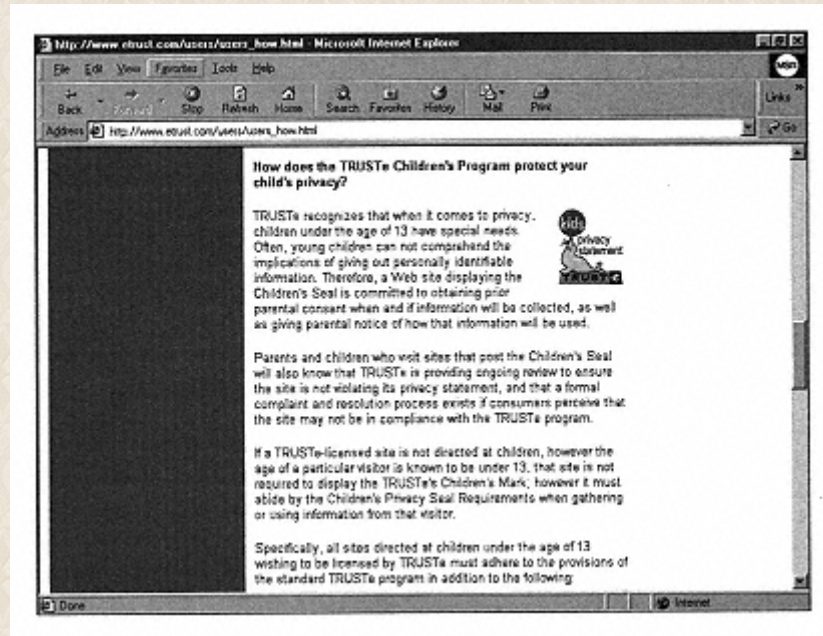 http://www.etrust.com/users/users_how.html - Microsoft Internet Explorer
File Edit View Favorites Tools Help
Back Forward Stop Refresh Home Search Favorites History Mail Print
Links
Address http://www.etrust.com/users/users_how.html Go
How does the TRUSTe Children's Program protect your
child's privacy?
TRUSTe recognizes that when it comes to privacy,
children under the age of 13 have special needs.
Often, young children can not comprehend the
implications of giving out personally identifiable
information. Therefore, a Web site displaying the
Children's Seal is committed to obtaining prior
parental consent when and if information will be collected, as well
as giving parental notice of how that information will be used.
kids
privacy
statement
TRUSTe
Parents and children who visit sites that post the Children's Seal
will also know that TRUSTe is providing ongoing review to ensure
the site is not violating its privacy statement, and that a formal
complaint and resolution process exists if consumers perceive that
the site may not be in compliance with the TRUSTe program.
If a TRUSTe-licensed site is not directed at children, however the
age of a particular visitor is known to be under 13, that site is not
required to display the TRUSTe's Children's Mark; however it must
abide by the Children's Privacy Seal Requirements when gathering
or using information from that visitor.
Specifically, all sites directed at children under the age of 13
wishing to be licensed by TRUSTe must adhere to the provisions of
the standard TRUSTe program in addition to the following:
Done
Internet